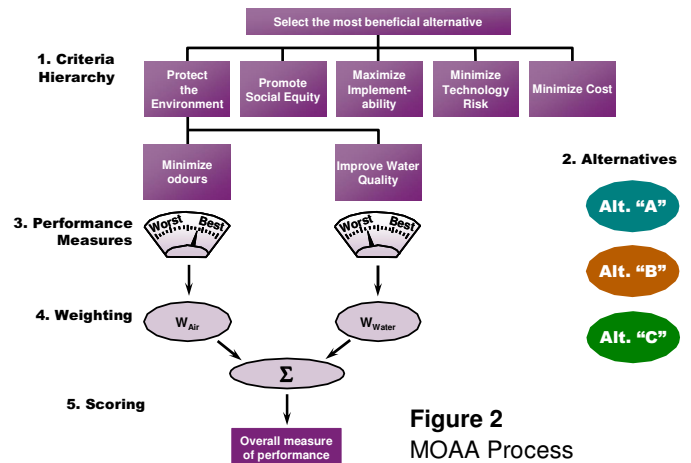 Select the most beneficial alternative
1. Criteria
Hierarchy
Protect
the
Environment
Promote
Social Equity
Maximize
Implement-
ability
Minimize
Technology
Risk
Minimize Cost
Minimize
odours
Improve Water
Quality
2. Alternatives
Alt. “A”
Alt. “B”
Alt. “C”
3. Performance
Measures
Worst Best
Worst Best
4. Weighting
WAir
WWater
Σ
5. Scoring
Overall measure
of performance
Figure 2
MOAA Process